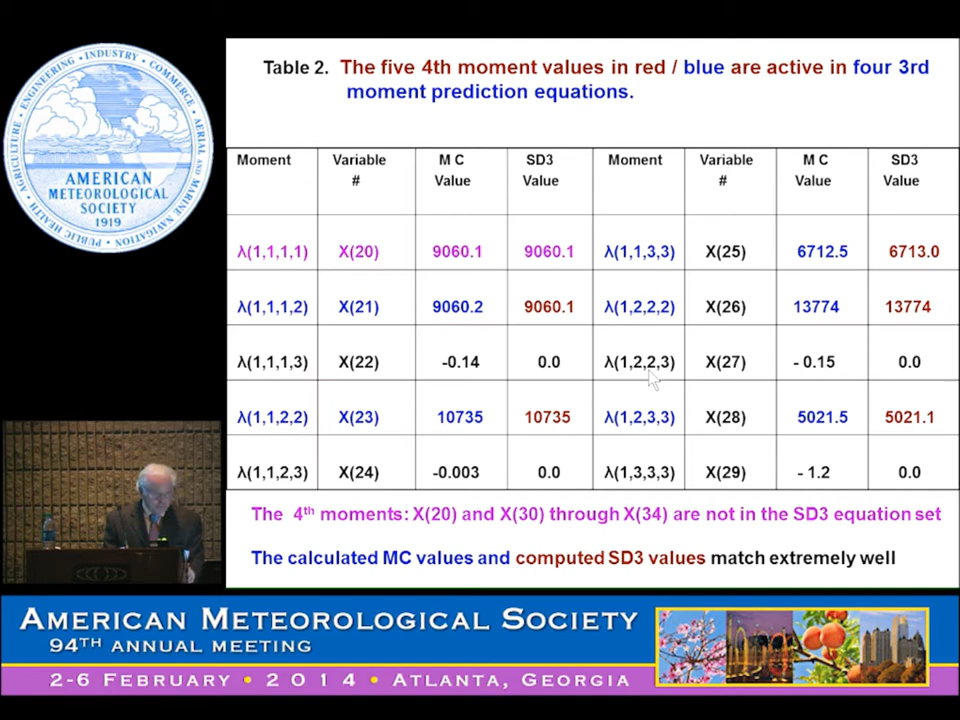 AGRICULTURE • ENGINEERING • INDUSTRY • COMMERCE • AERIAL AND MARINE NAVIGATION • PUBLIC HEALTH •
AMERICAN
METEOROLOGICAL
SOCIETY
1919
Table 2. The five 4th moment values in red / blue are active in four 3rd
moment prediction equations.
Moment Variable # M C Value SD3 Value Moment Variable # M C Value SD3 Value
λ(1,1,1,1) X(20) 9060.1 9060.1 λ(1,1,3,3) X(25) 6712.5 6713.0
λ(1,1,1,2) X(21) 9060.2 9060.1 λ(1,2,2,2) X(26) 13774 13774
λ(1,1,1,3) X(22) -0.14 0.0 λ(1,2,2,3) X(27) - 0.15 0.0
λ(1,1,2,2) X(23) 10735 10735 λ(1,2,3,3) X(28) 5021.5 5021.1
λ(1,1,2,3) X(24) -0.003 0.0 λ(1,3,3,3) X(29) - 1.2 0.0
The 4th moments: X(20) and X(30) through X(34) are not in the SD3 equation set
The calculated MC values and computed SD3 values match extremely well
AMERICAN METEOROLOGICAL SOCIETY
94TH ANNUAL MEETING
2-6 FEBRUARY • 2014 • ATLANTA, GEORGIA